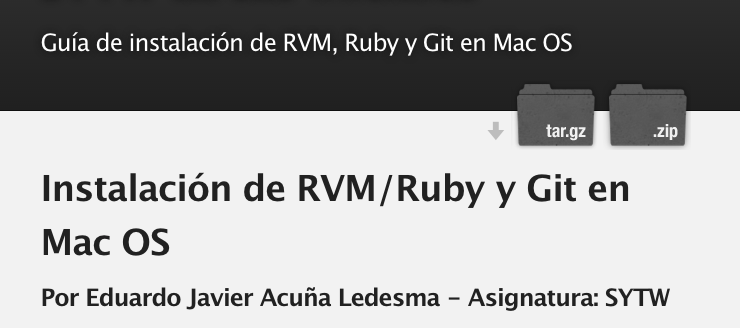 Guía de instalación de RVM, Ruby y Git en Mac OS
tar.gz .zip
Instalación de RVM/Ruby y Git en
Mac OS
Por Eduardo Javier Acuña Ledesma - Asignatura: SYTW